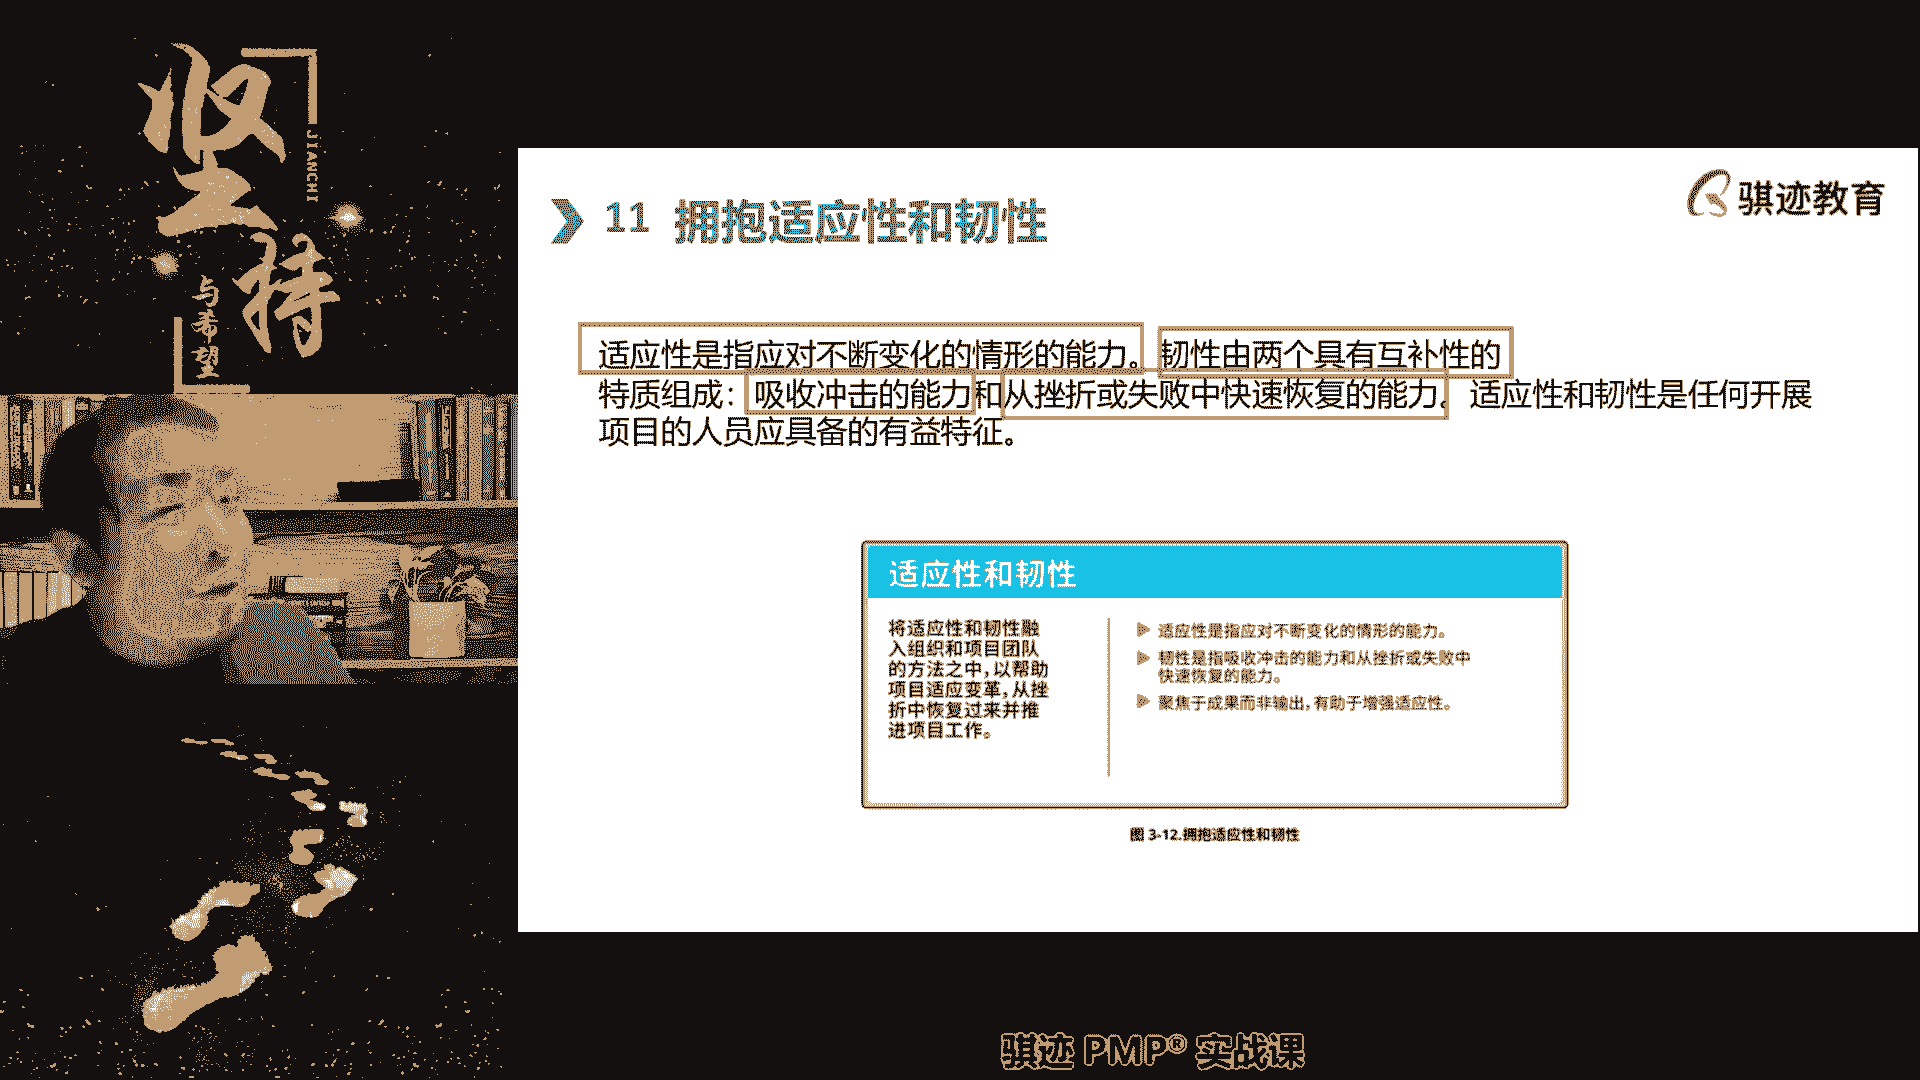 坚持
JIANCHI
与希望
骐迹教育
11 拥抱适应性和韧性
适应性是指应对不断变化的情形的能力。韧性由两个具有互补性的
特质组成：吸收冲击的能力和从挫折或失败中快速恢复的能力。适应性和韧性是任何开展
项目的人员应具备的有益特征。
适应性和韧性
将适应性和韧性融
入组织和项目团队
的方法之中，以帮助
项目适应变革，从挫
折中恢复过来并推
进项目工作。
适应性是指应对不断变化的情形的能力。
韧性是指吸收冲击的能力和从挫折或失败中
快速恢复的能力。
聚焦于成果而非输出，有助于增强适应性。
图 3-12.拥抱适应性和韧性
骐迹 PMP® 实战课